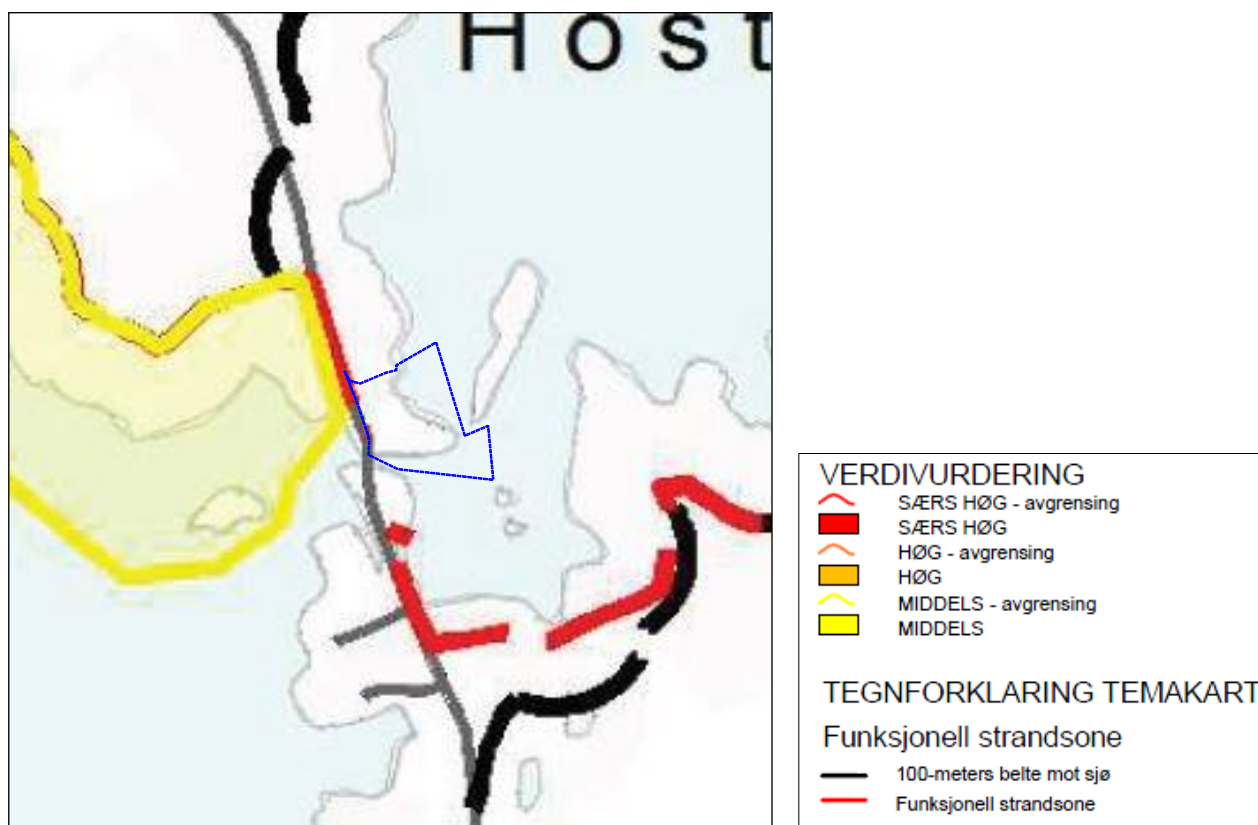 Host
VERDIVURDERING
SÆRS HØG - avgrensing
SÆRS HØG
HØG - avgrensing
HØG
MIDDELS - avgrensing
MIDDELS
TEGNFORKLARING TEMAKART
Funksjonell strandsone
100-meters belte mot sjø
Funksjonell strandsone